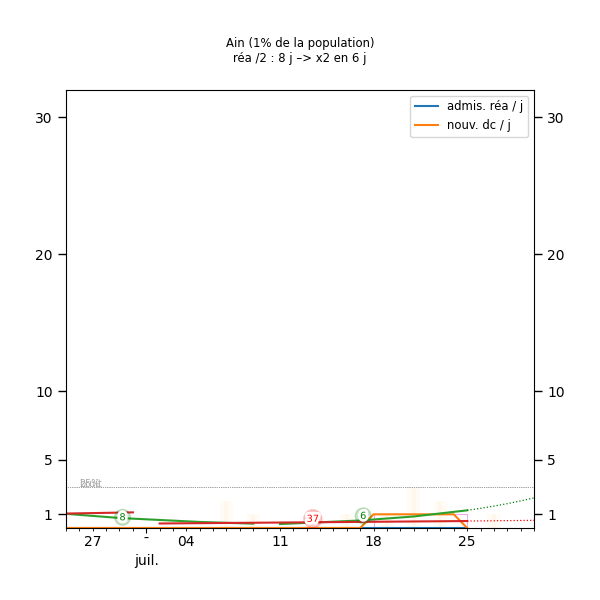 Ain (1% de la population)
réa /2 : 8 j –> x2 en 6 j
admis. réa / j
nouv. dc / j
30 30
20 20
10 10
5 5
1 1
8 37 6
27 - 04 11 18 25
juil.